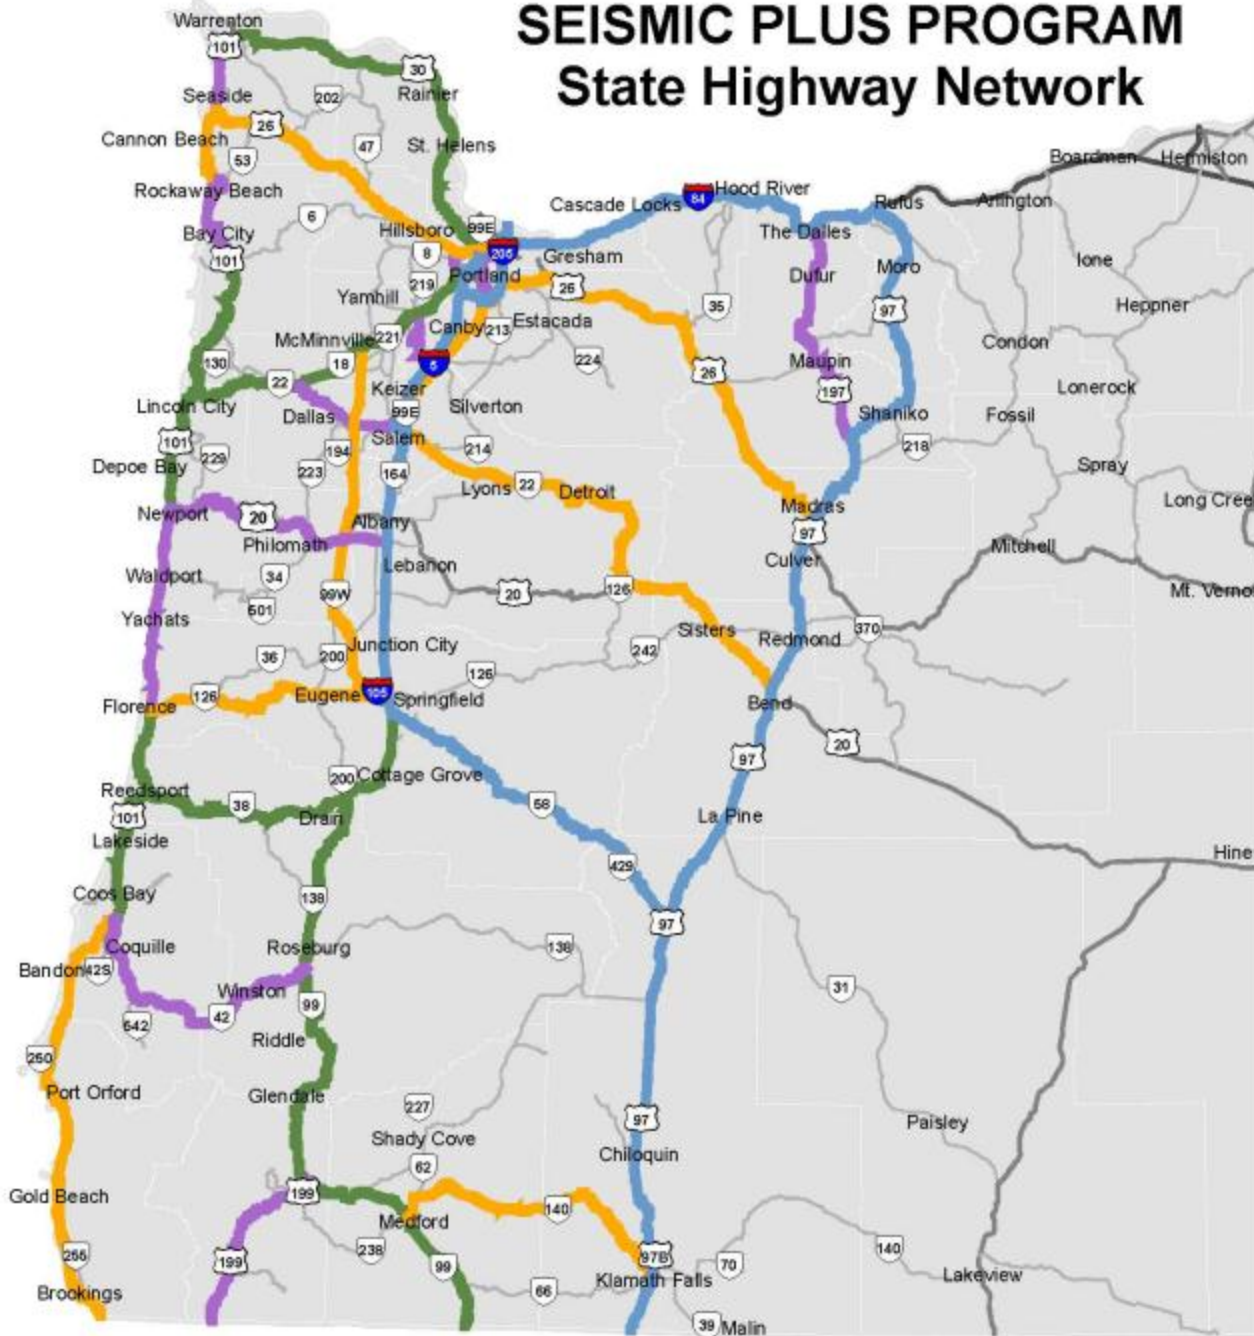 SEISMIC PLUS PROGRAM
State Highway Network
Warrenton
101
30
Rainier
Seaside
202
26
Cannon Beach
47
St. Helens
53
Boardman
Hermiston
Rockaway Beach
84
Hood River
Cascade Locks
Rufus
Arlington
6
Bay City
Hillsboro
99E
The Dalles
101
8
205
Gresham
Ione
Moro
Portland
Dufur
219
26
Yamhill
35
97
Heppner
McMinnville
221
Canby
213
Estacada
Condon
130
18
5
224
Maupin
22
26
Keizer
197
Lonerock
Lincoln City
Dallas
99E
Silverton
Shaniko
Fossil
101
Salem
218
229
194
214
Depoe Bay
223
164
Spray
Lyons
22
Detroit
Long Cree
Newport
20
Albany
Madras
97
Philomath
Mitchell
Lebanon
Culver
Waldport
34
20
126
Mt. Verno
501
99W
Yachats
370
Sisters
Redmond
36
200
Junction City
242
126
126
Eugene
105
Springfield
Florence
Bend
20
97
200
Cottage Grove
Reedsport
38
58
101
Drain
La Pine
Lakeside
Hine
429
Coos Bay
138
97
Coquille
Roseburg
138
Bandon
42S
Winston
31
642
42
99
Riddle
250
Port Orford
Glendale
227
97
Paisley
Shady Cove
Chiloquin
62
Gold Beach
199
140
Medford
255
199
238
99
97B
70
140
Klamath Falls
Lakeview
Brookings
66
39
Malin